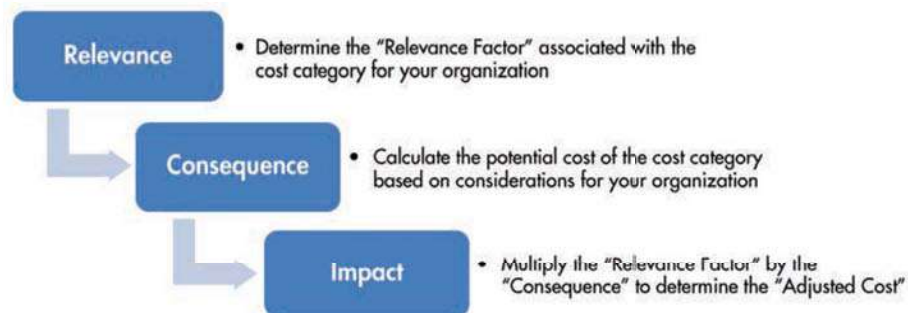 Relevance
• Determine the “Relevance Factor” associated with the
cost category for your organization
Consequence
• Calculate the potential cost of the cost category
based on considerations for your organization
Impact
• Multiply the “Relevance Factor” by the
“Consequence” to determine the “Adjusted Cost”